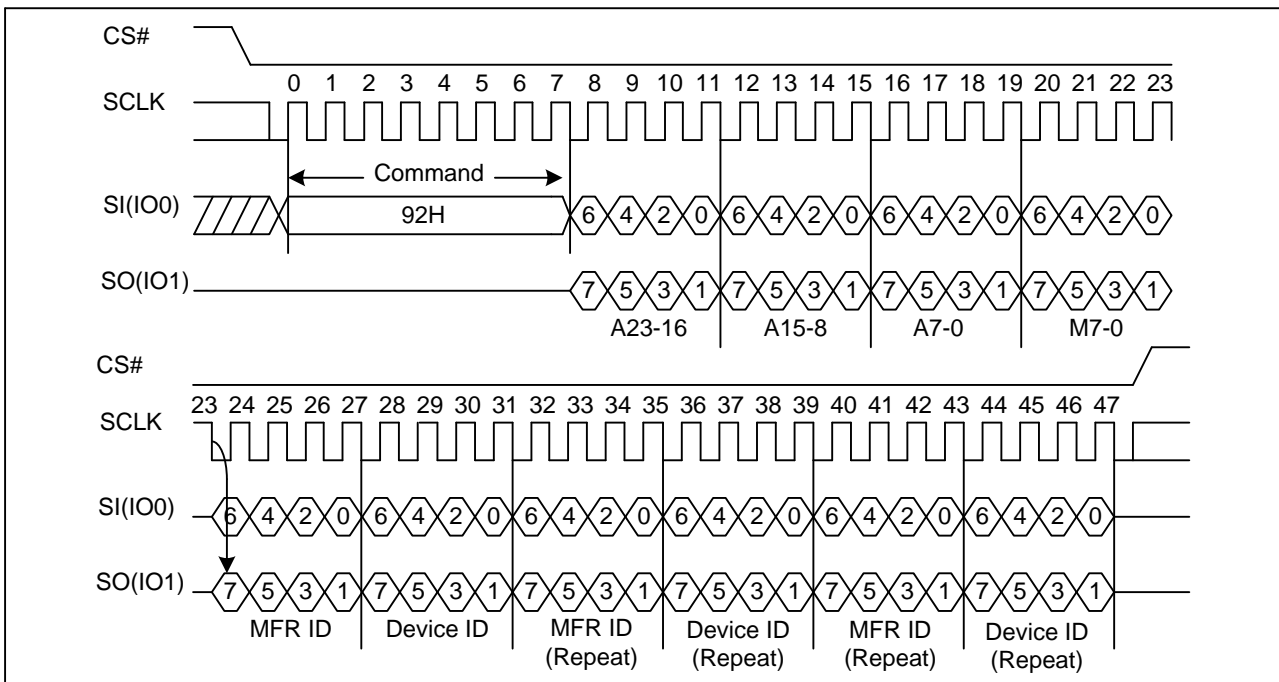 CS#
0 1 2 3 4 5 6 7 8 9 10 11 12 13 14 15 16 17 18 19 20 21 22 23
SCLK
Command
SI(IO0)
92H
6 4 2 0 6 4 2 0 6 4 2 0 6 4 2 0
SO(IO1)
7 5 3 1 7 5 3 1 7 5 3 1 7 5 3 1
A23-16 A15-8 A7-0 M7-0
CS#
23 24 25 26 27 28 29 30 31 32 33 34 35 36 37 38 39 40 41 42 43 44 45 46 47
SCLK
SI(IO0)
6 4 2 0 6 4 2 0 6 4 2 0 6 4 2 0 6 4 2 0 6 4 2 0
SO(IO1)
7 5 3 1 7 5 3 1 7 5 3 1 7 5 3 1 7 5 3 1 7 5 3 1
MFR ID Device ID MFR ID Device ID MFR ID Device ID
(Repeat) (Repeat) (Repeat) (Repeat)